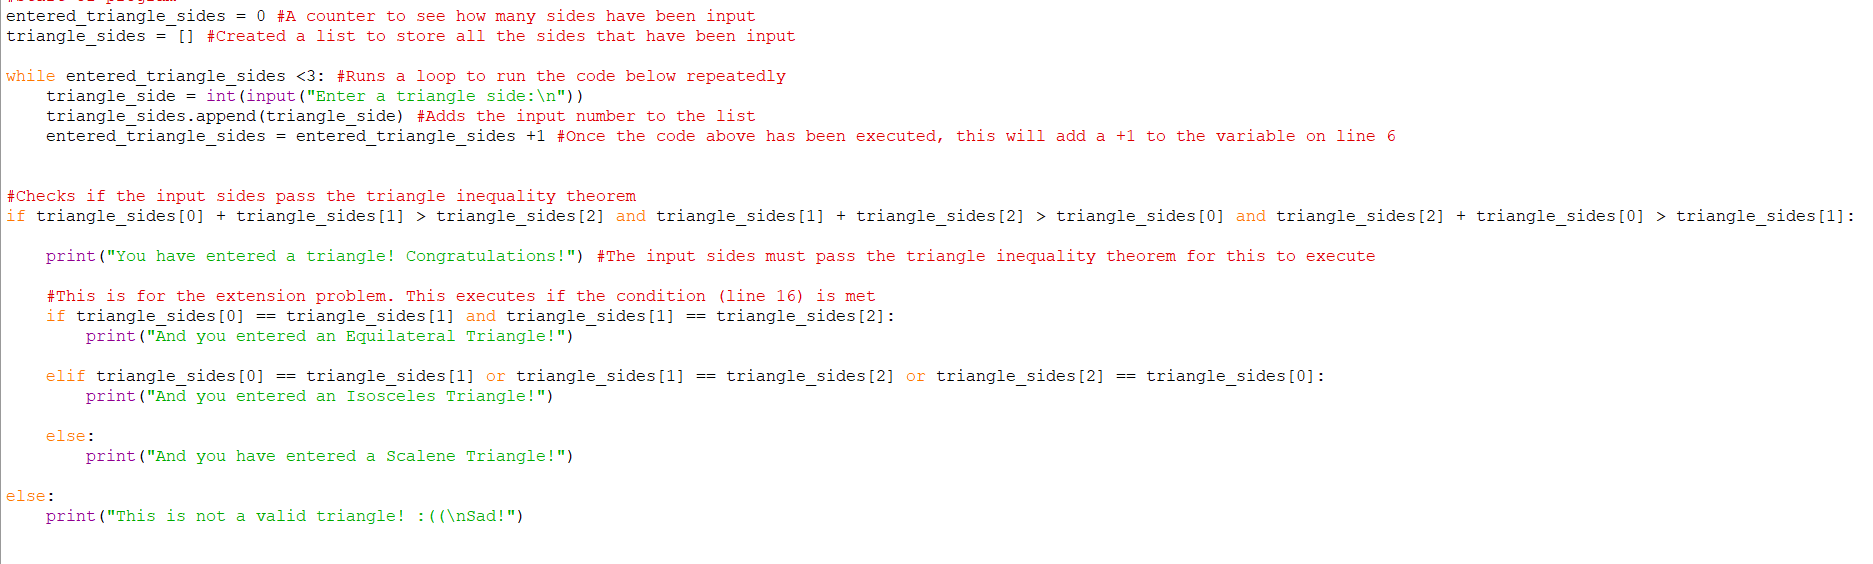 #Start of program
entered_triangle_sides = 0 #A counter to see how many sides have been input
triangle_sides = [] #Created a list to store all the sides that have been input
while entered_triangle_sides <3: #Runs a loop to run the code below repeatedly
    triangle_side = int(input("Enter a triangle side:\n"))
    triangle_sides.append(triangle_side) #Adds the input number to the list
    entered_triangle_sides = entered_triangle_sides +1 #Once the code above has been executed, this will add a +1 to the variable on line 6
#Checks if the input sides pass the triangle inequality theorem
if triangle_sides[0] + triangle_sides[1] > triangle_sides[2] and triangle_sides[1] + triangle_sides[2] > triangle_sides[0] and triangle_sides[2] + triangle_sides[0] > triangle_sides[1]:
    print("You have entered a triangle! Congratulations!") #The input sides must pass the triangle inequality theorem for this to execute
    #This is for the extension problem. This executes if the condition (line 16) is met
    if triangle_sides[0] == triangle_sides[1] and triangle_sides[1] == triangle_sides[2]:
        print("And you entered an Equilateral Triangle!")
    elif triangle_sides[0] == triangle_sides[1] or triangle_sides[1] == triangle_sides[2] or triangle_sides[2] == triangle_sides[0]:
        print("And you entered an Isosceles Triangle!")
    else:
        print("And you have entered a Scalene Triangle!")
else:
    print("This is not a valid triangle! :((\nSad!")